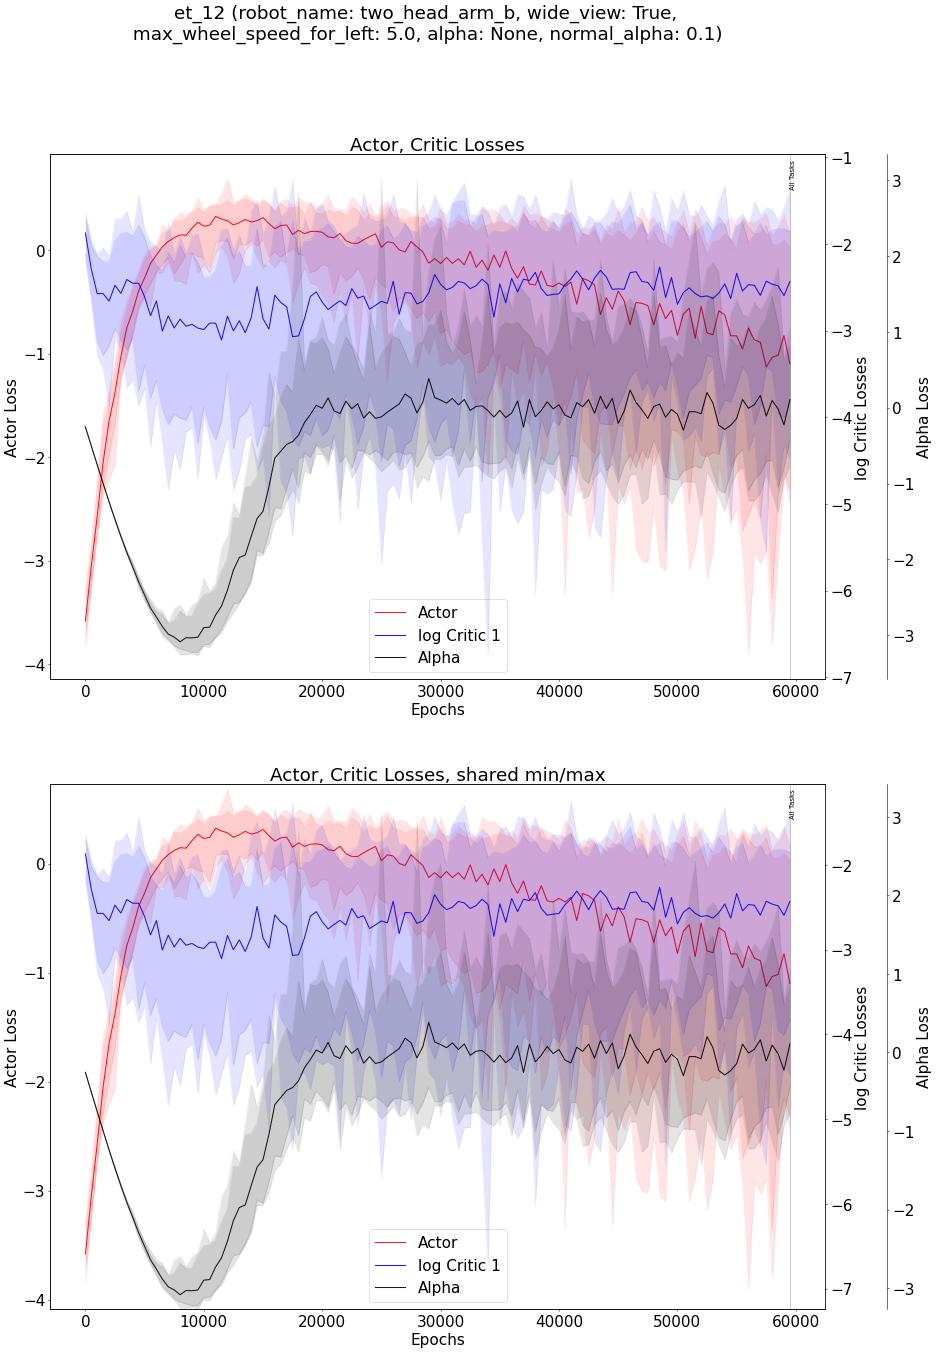 et_12 (robot_name: two_head_arm_b, wide_view: True,
max_wheel_speed_for_left: 5.0, alpha: None, normal_alpha: 0.1)
Actor, Critic Losses
All Tasks
Actor Loss
0
−1
−2
−3
−4
−1
−2
−3
−4
−5
−6
−7
log Critic Losses
3
2
1
0
−1
−2
−3
Alpha Loss
Actor
log Critic 1
Alpha
0
10000
20000
30000
40000
50000
60000
Epochs
Actor, Critic Losses, shared min/max
All Tasks
Actor Loss
0
−1
−2
−3
−4
−2
−3
−4
−5
−6
−7
log Critic Losses
3
2
1
0
−1
−2
−3
Alpha Loss
Actor
log Critic 1
Alpha
0
10000
20000
30000
40000
50000
60000
Epochs